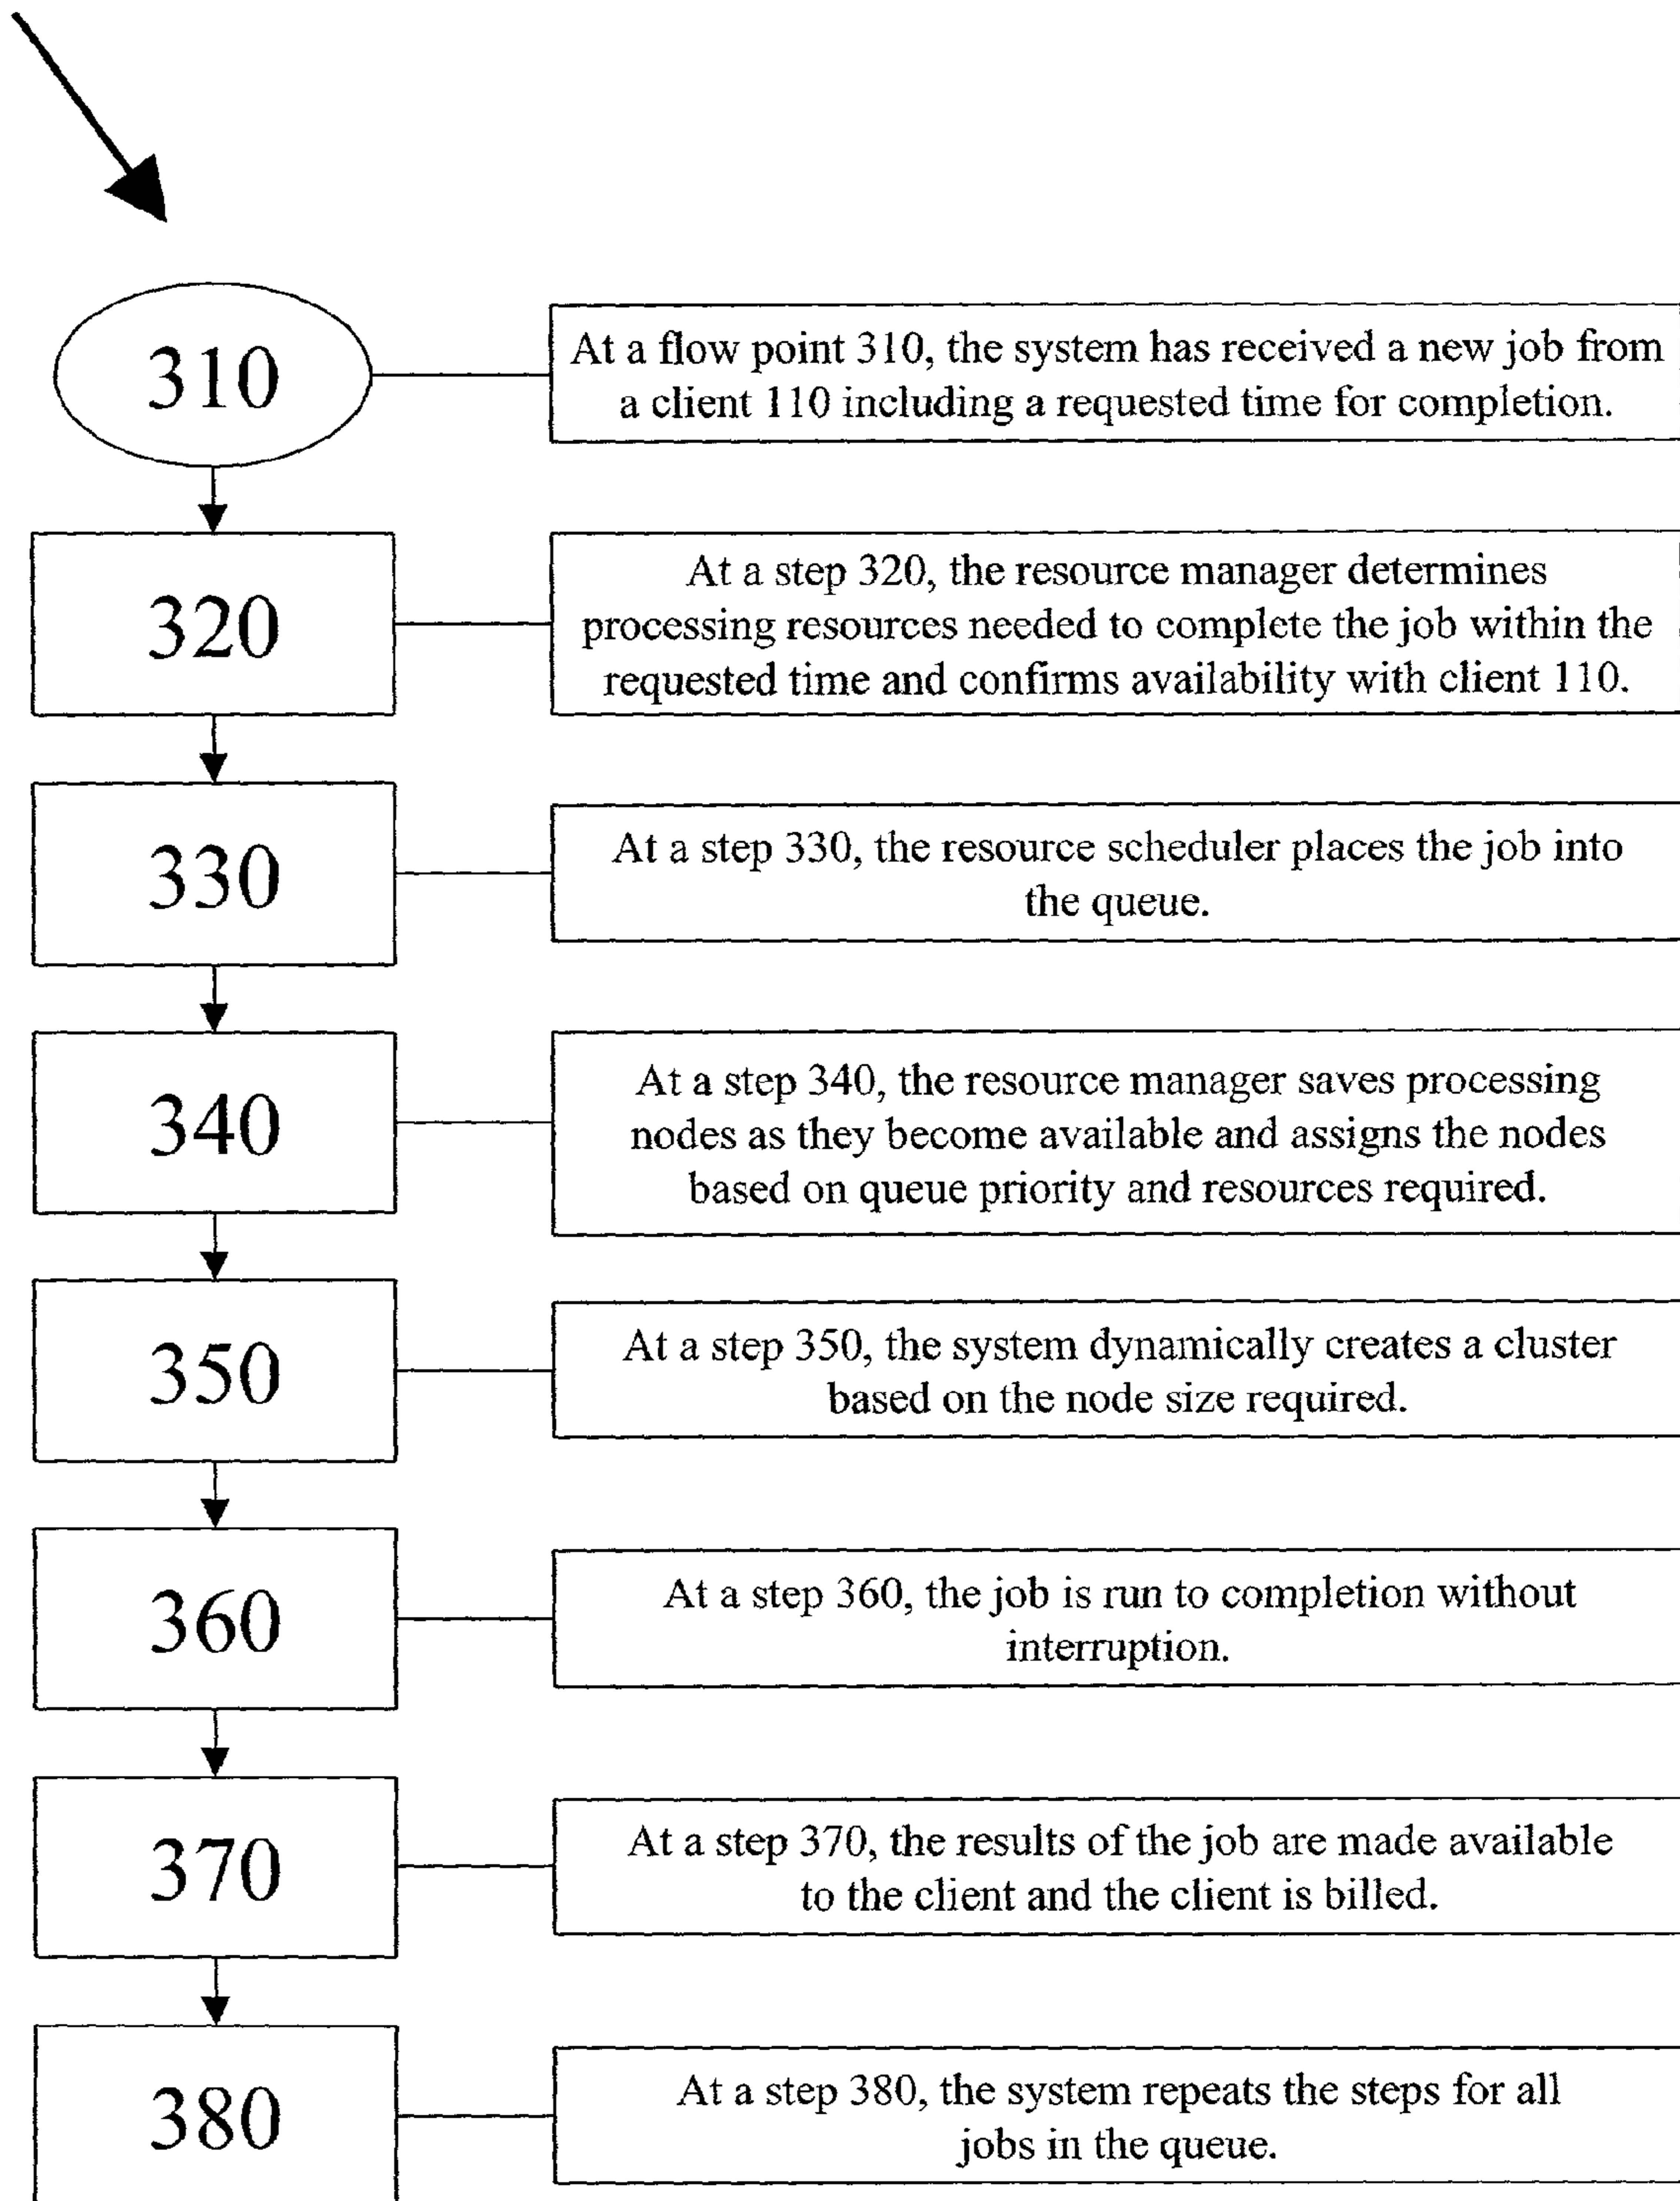 310
At a flow point 310, the system has received a new job from
a client 110 including a requested time for completion.
320
At a step 320, the resource manager determines
processing resources needed to complete the job within the
requested time and confirms availability with client 110.
330
At a step 330, the resource scheduler places the job into
the queue.
340
At a step 340, the resource manager saves processing
nodes as they become available and assigns the nodes
based on queue priority and resources required.
350
At a step 350, the system dynamically creates a cluster
based on the node size required.
360
At a step 360, the job is run to completion without
interruption.
370
At a step 370, the results of the job are made available
to the client and the client is billed.
380
At a step 380, the system repeats the steps for all
jobs in the queue.